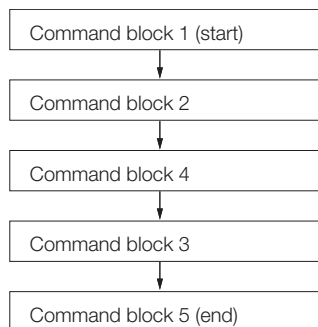 Command block 1 (start)
Command block 2
Command block 4
Command block 3
Command block 5 (end)